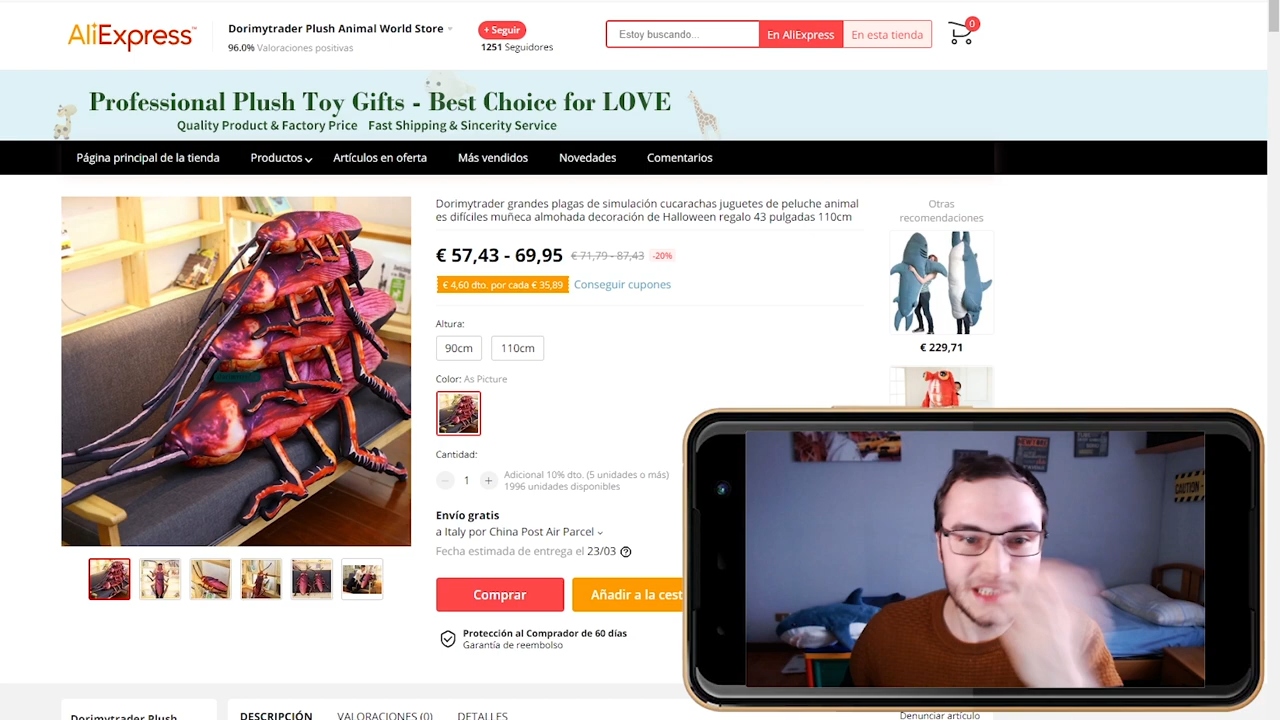 AliExpress™
Dorimytrader Plush Animal World Store
96.0% Valoraciones positivas
+ Seguir
1251 Seguidores
Estoy buscando...
En AliExpress
En esta tienda
0
Professional Plush Toy Gifts - Best Choice for LOVE
Quality Product & Factory Price Fast Shipping & Sincerity Service
Página principal de la tienda
Productos
Artículos en oferta
Más vendidos
Novedades
Comentarios
Dorimytrader grandes plagas de simulación cucarachas juguetes de peluche animal
es difíciles muñeca almohada decoración de Halloween regalo 43 pulgadas 110cm
€ 57,43 - 69,95 € 71,79 - 87,43 -20%
€ 4,60 dto. por cada € 35,89 Conseguir cupones
Altura:
90cm
110cm
Color: As Picture
Cantidad:
1
Adicional 10% dto. (5 unidades o más)
1996 unidades disponibles
Envío gratis
a Italy por China Post Air Parcel
Fecha estimada de entrega el 23/03
Comprar
Añadir a la cest
Protección al Comprador de 60 días
Garantía de reembolso
Otras
recomendaciones
€ 229,71
CAUTION
Dorimytrader Plush
DESCRIPCIÓN
VALORACIONES (0)
DETALLES
Denunciar artículo